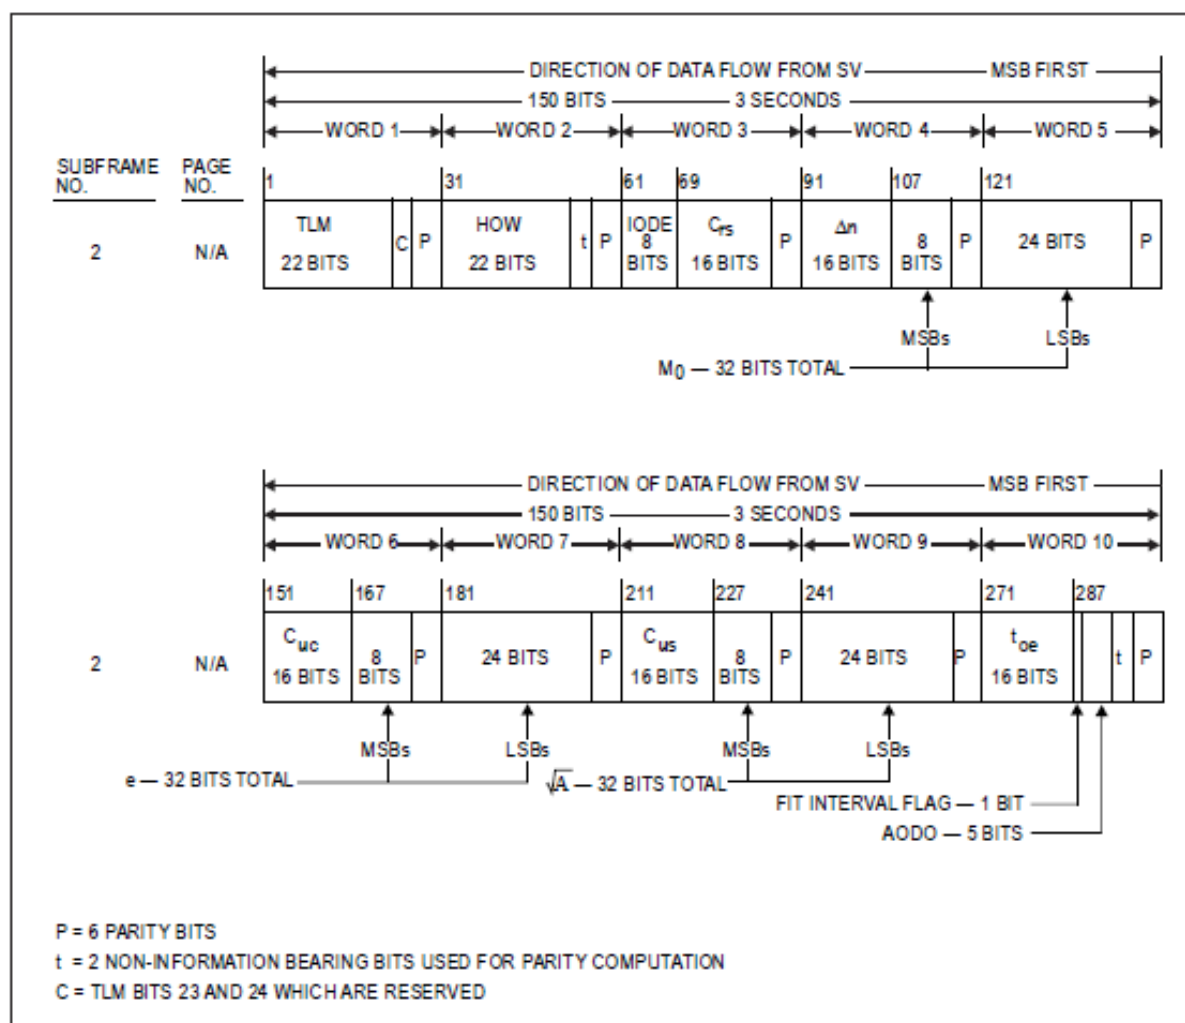 DIRECTION OF DATA FLOW FROM SV MSB FIRST
150 BITS 3 SECONDS
WORD 1 WORD 2 WORD 3 WORD 4 WORD 5
SUBFRAME NO. PAGE NO.
1 31 61 69 91 107 121
2 N/A
TLM 22 BITS C P HOW 22 BITS t P IODE 8 BITS Crs 16 BITS P Δn 16 BITS 8 BITS P 24 BITS P
MSBs LSBs
M0 — 32 BITS TOTAL
DIRECTION OF DATA FLOW FROM SV MSB FIRST
150 BITS 3 SECONDS
WORD 6 WORD 7 WORD 8 WORD 9 WORD 10
151 167 181 211 227 241 271 287
2 N/A
Cuc 16 BITS 8 BITS P 24 BITS P Cus 16 BITS 8 BITS P 24 BITS P toe 16 BITS t P
MSBs LSBs MSBs LSBs
e — 32 BITS TOTAL √A — 32 BITS TOTAL
FIT INTERVAL FLAG — 1 BIT
AODO — 5 BITS
P = 6 PARITY BITS
t = 2 NON-INFORMATION BEARING BITS USED FOR PARITY COMPUTATION
C = TLM BITS 23 AND 24 WHICH ARE RESERVED